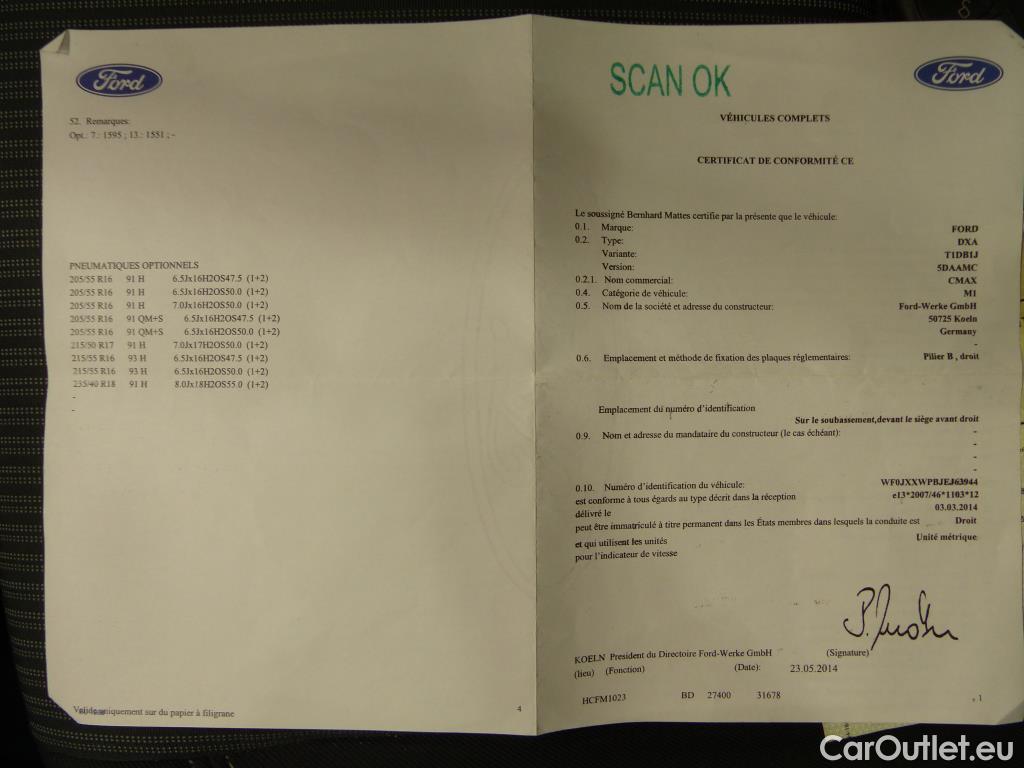 Ford
52. Remarques:
Opt.: 7.: 1595 ; 13.: 1551 ; -
PNEUMATIQUES OPTIONNELS
205/55 R16 91 H 6.5Jx16H2OS47.5 (1+2)
205/55 R16 91 H 6.5Jx16H2OS50.0 (1+2)
205/55 R16 91 H 7.0Jx16H2OS50.0 (1+2)
205/55 R16 91 QM+S 6.5Jx16H2OS47.5 (1+2)
205/55 R16 91 QM+S 6.5Jx16H2OS50.0 (1+2)
215/50 R17 91 H 7.0Jx17H2OS50.0 (1+2)
215/55 R16 93 H 6.5Jx16H2OS47.5 (1+2)
215/55 R16 93 H 6.5Jx16H2OS50.0 (1+2)
235/40 R18 91 H 8.0Jx18H2OS55.0 (1+2)
-
-
Valide uniquement sur du papier à filigrane
4
SCAN OK
Ford
VÉHICULES COMPLETS
CERTIFICAT DE CONFORMITÉ CE
Le soussigné Bernhard Mattes certifie par la présente que le véhicule:
0.1. Marque: FORD
0.2. Type: DXA
Variante: T1DB1J
Version: 5DAAMC
0.2.1. Nom commercial: CMAX
0.4. Catégorie de véhicule: M1
0.5. Nom de la société et adresse du constructeur: Ford-Werke GmbH
50725 Koeln
Germany
-
0.6. Emplacement et méthode de fixation des plaques réglementaires: Pilier B , droit
Emplacement du numéro d'identification
Sur le soubassement,devant le siège avant droit
0.9. Nom et adresse du mandataire du constructeur (le cas échéant): -
-
-
-
0.10. Numéro d'identification du véhicule: WF0JXXWPBJEJ63944
est conforme à tous égards au type décrit dans la réception e13*2007/46*1103*12
délivré le 03.03.2014
peut être immatriculé à titre permanent dans les États membres dans lesquels la conduite est Droit
et qui utilisent les unités Unité métrique
pour l'indicateur de vitesse
KOELN President du Directoire Ford-Werke GmbH (Signature)
(lieu) (Fonction) (Date): 23.05.2014
HCFM1023 BD 27400 31678 1
CarOutlet.eu